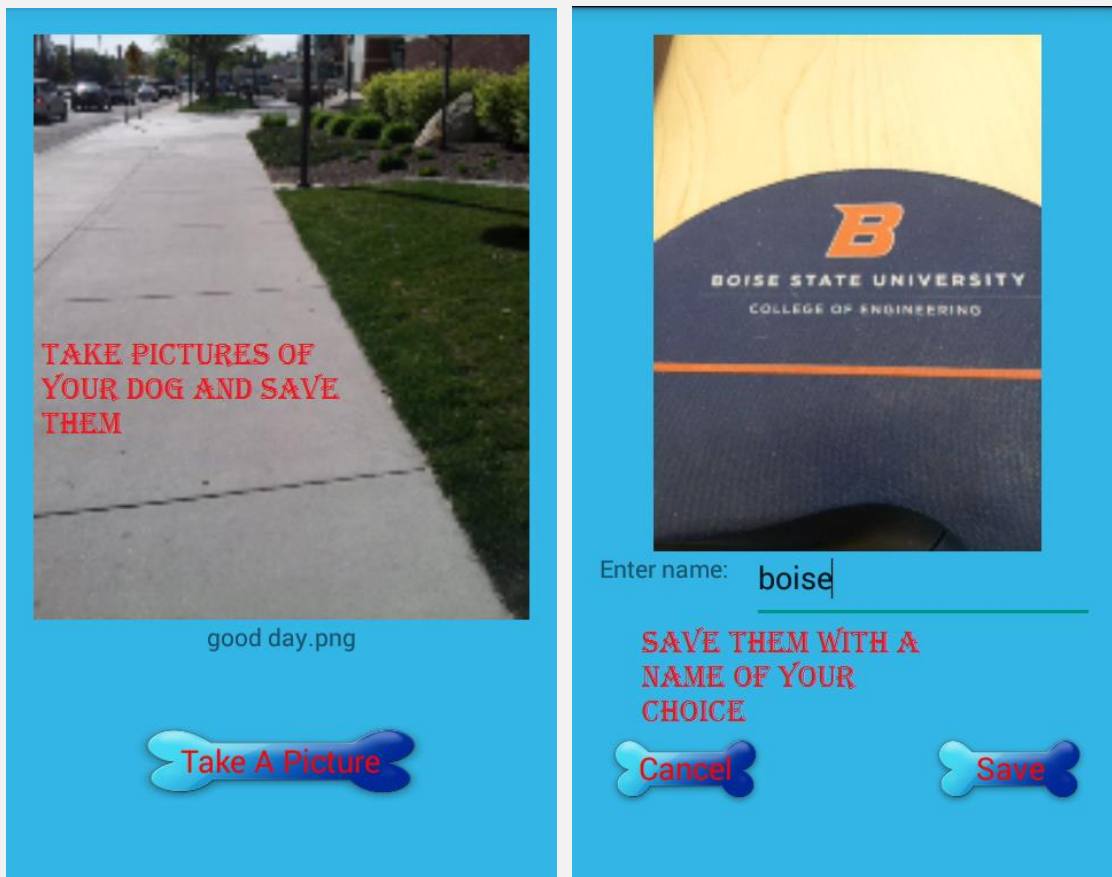 TAKE PICTURES OF
YOUR DOG AND SAVE
THEM
good day.png
Take A Picture
B
BOISE STATE UNIVERSITY
COLLEGE OF ENGINEERING
Enter name:
boise
SAVE THEM WITH A
NAME OF YOUR
CHOICE
Cancel
Save